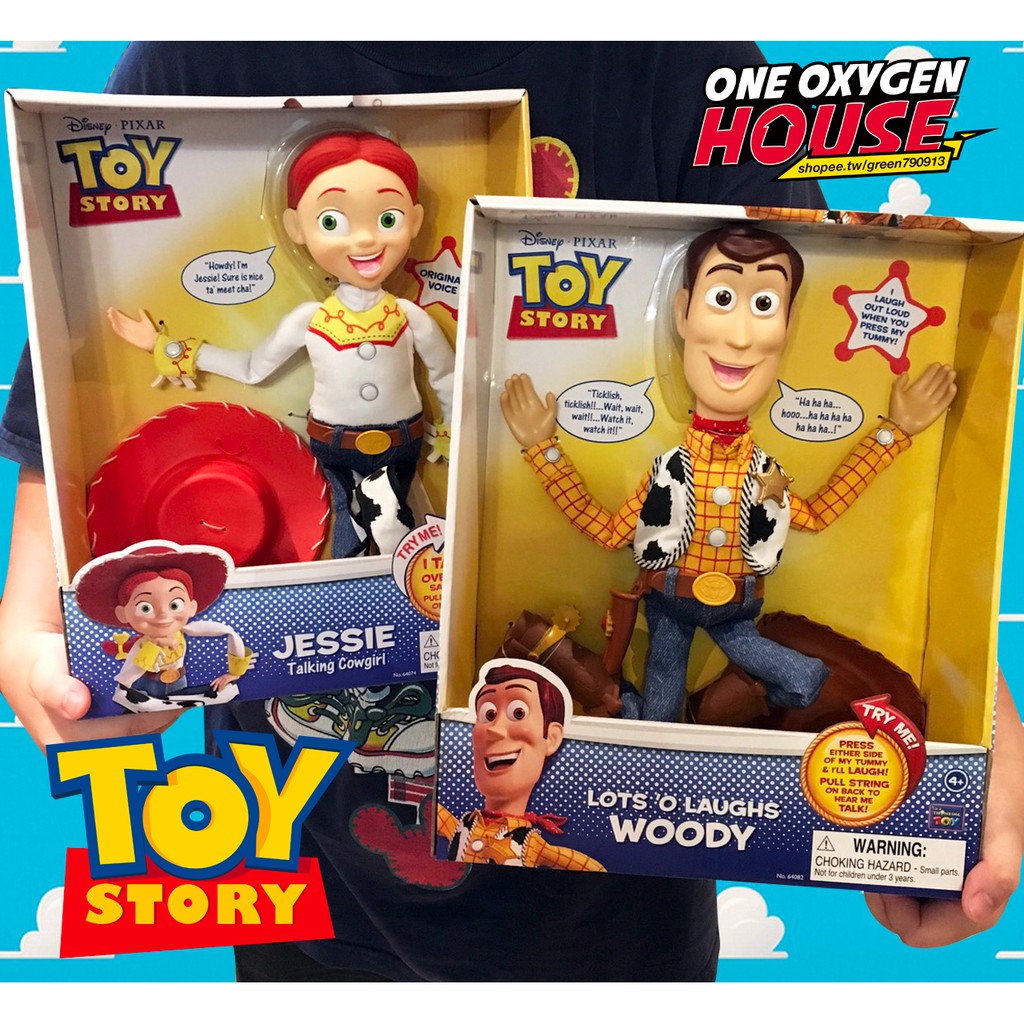 ONE OXYGEN
HOUSE
shopee.tw/green790913
Disney · PIXAR
TOY
STORY
"Howdy! I'm
Jessie! Sure is nice
ta' meet cha!"
ORIGINAL
VOICE
TRY ME!
JESSIE
Talking Cowgirl
No. 64074
Disney · PIXAR
TOY
STORY
I
LAUGH
OUT LOUD
WHEN YOU
PRESS MY
TUMMY!
"Ticklish,
ticklish!!...Wait, wait,
wait!!...Watch it,
watch it!!"
"Ha ha ha...
hooo...ha ha ha ha
ha ha ha..!"
TRY ME!
PRESS
EITHER SIDE
OF MY TUMMY
& I'LL LAUGH!
PULL STRING
ON BACK TO
HEAR ME
TALK!
4+
LOTS 'O LAUGHS
WOODY
No. 64082
WARNING:
CHOKING HAZARD - Small parts.
Not for children under 3 years.
TOY
STORY